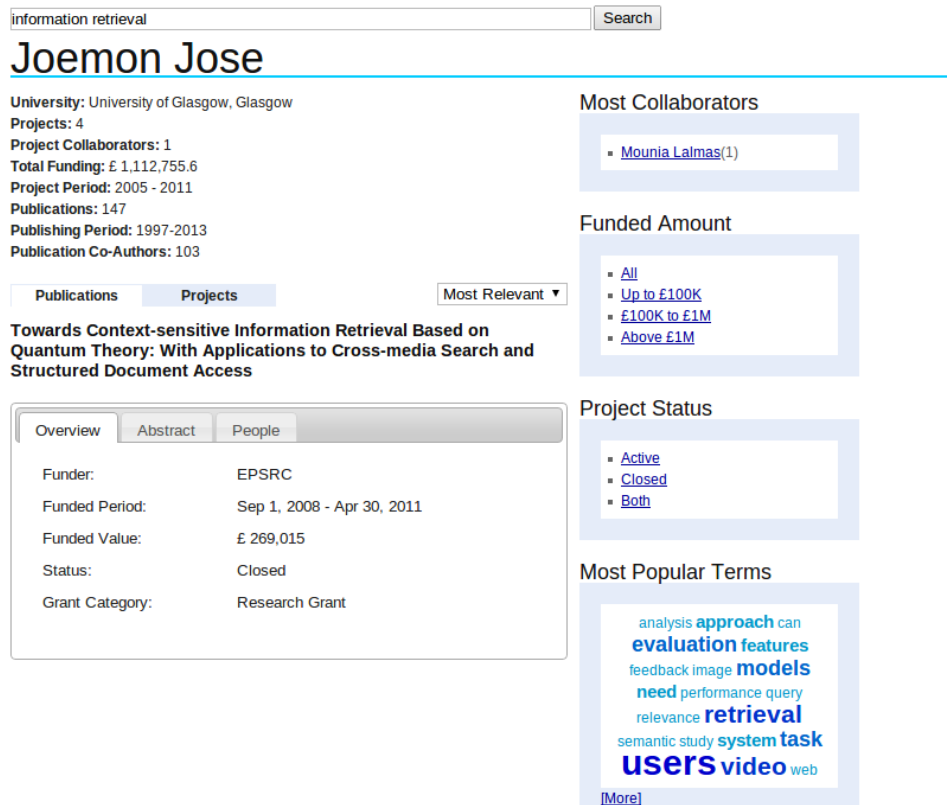 information retrieval
Search
Joemon Jose
University: University of Glasgow, Glasgow
Projects: 4
Project Collaborators: 1
Total Funding: £ 1,112,755.6
Project Period: 2005 - 2011
Publications: 147
Publishing Period: 1997-2013
Publication Co-Authors: 103
Publications
Projects
Most Relevant
Towards Context-sensitive Information Retrieval Based on
Quantum Theory: With Applications to Cross-media Search and
Structured Document Access
Overview
Abstract
People
Funder: EPSRC
Funded Period: Sep 1, 2008 - Apr 30, 2011
Funded Value: £ 269,015
Status: Closed
Grant Category: Research Grant
Most Collaborators
Mounia Lalmas(1)
Funded Amount
All
Up to £100K
£100K to £1M
Above £1M
Project Status
Active
Closed
Both
Most Popular Terms
analysis approach can
evaluation features
feedback image models
need performance query
relevance retrieval
semantic study system task
users video web
[More]